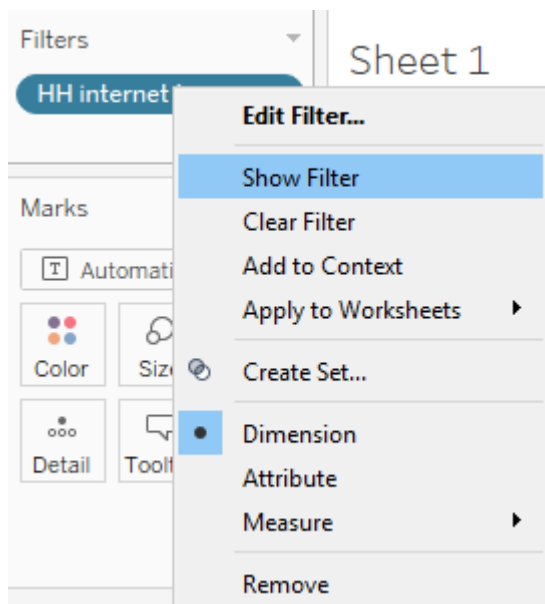 Filters
Sheet 1
HH internet
Edit Filter...
Show Filter
Clear Filter
Add to Context
Apply to Worksheets
Create Set...
Dimension
Attribute
Measure
Remove
Marks
T Automati
Color
Size
Detail
Toolt